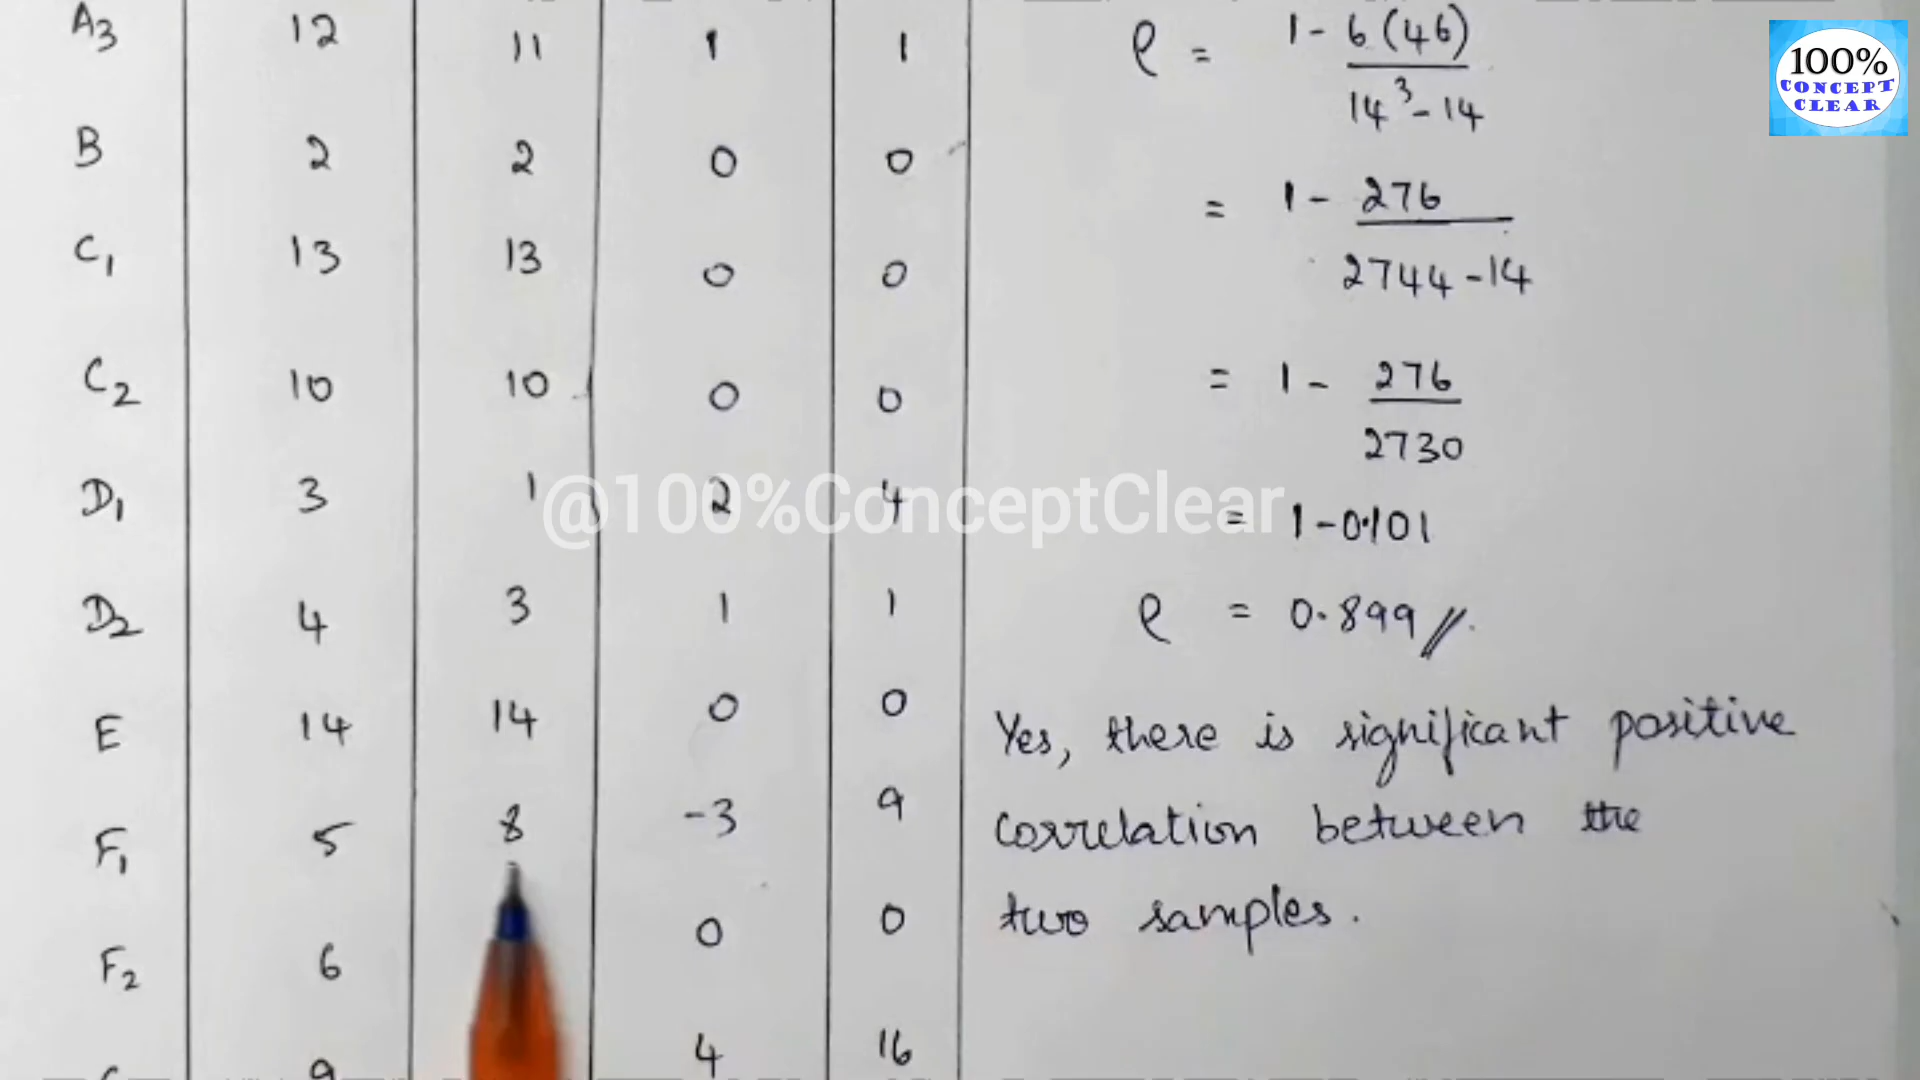 A3 12 11 1 1
B 2 2 0 0
C1 13 13 0 0
C2 10 10 0 0
D1 3 1 2 4
D2 4 3 1 1
E 14 14 0 0
F1 5 8 -3 9
F2 6 0 0
9 4 16
ρ = 1 - 6(46)
14³ - 14
= 1 - 276
2744 - 14
= 1 - 276
2730
= 1 - 0.101
ρ = 0.899 //.
Yes, there is significant positive
correlation between the
two samples.
@100%ConceptClear
100%
CONCEPT
CLEAR